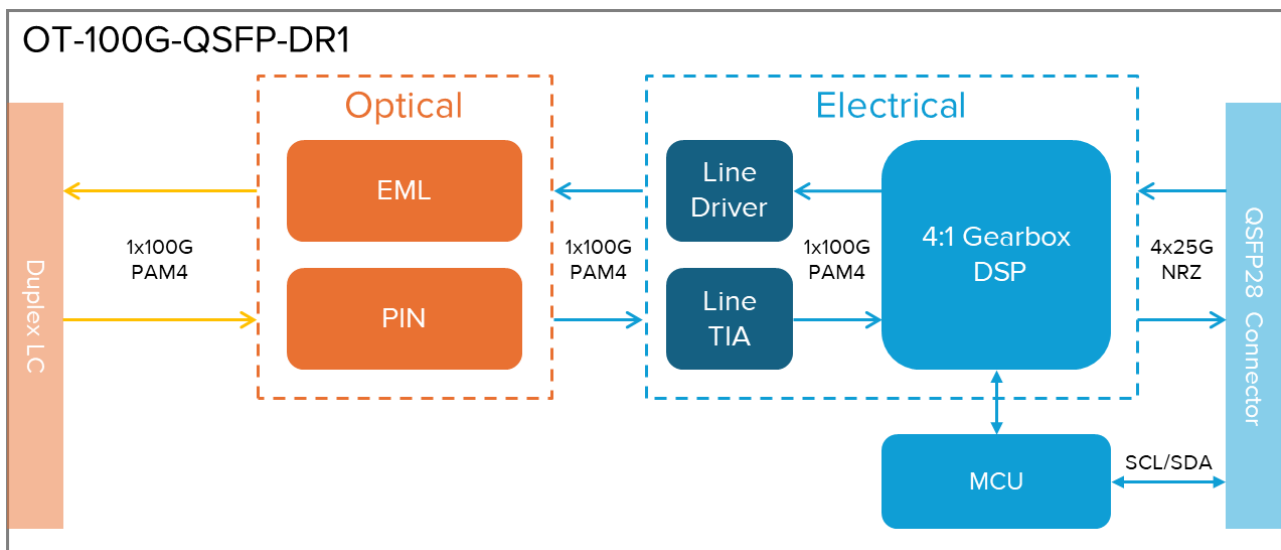 OT-100G-QSFP-DR1
Optical
Electrical
EML
Line
Driver
4:1 Gearbox
DSP
1x100G
PAM4
1x100G
PAM4
1x100G
PAM4
4x25G
NRZ
PIN
Line
TIA
Duplex LC
QSFP28 Connector
MCU
SCL/SDA